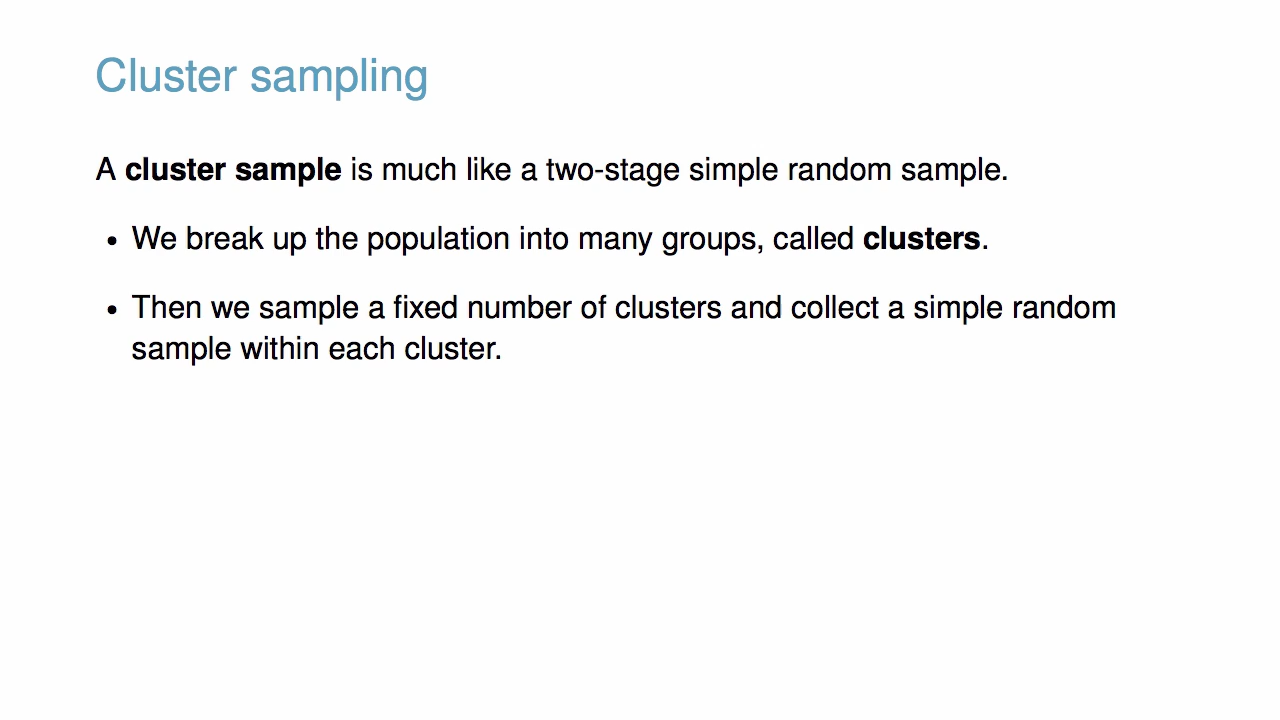 Cluster sampling
A cluster sample is much like a two-stage simple random sample.
• We break up the population into many groups, called clusters.
• Then we sample a fixed number of clusters and collect a simple random
sample within each cluster.